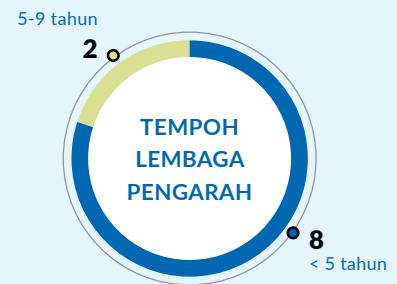 5-9 tahun
2
TEMPOH
LEMBAGA
PENGARAH
8
< 5 tahun